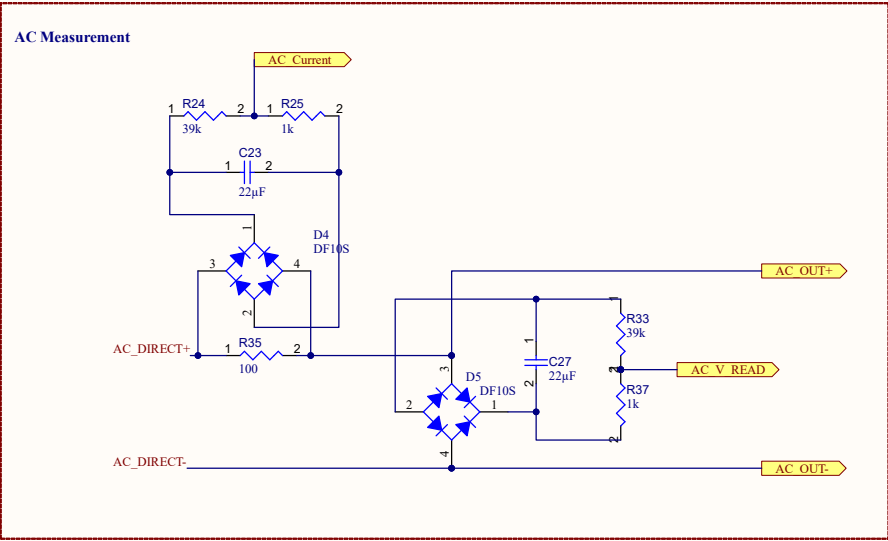 AC Measurement
AC_Current
1 R24 2 1 R25 2
39k 1k
C23
1 2
22µF
1
D4
DF10S
3 4
AC_OUT+
2
1
R33
39k
AC_DIRECT+
1 R35 2
100
1
C27
22µF
2
2
1
AC_V_READ
3
D5
DF10S
R37
1k
2 1
2
4
AC_DIRECT-
AC_OUT-